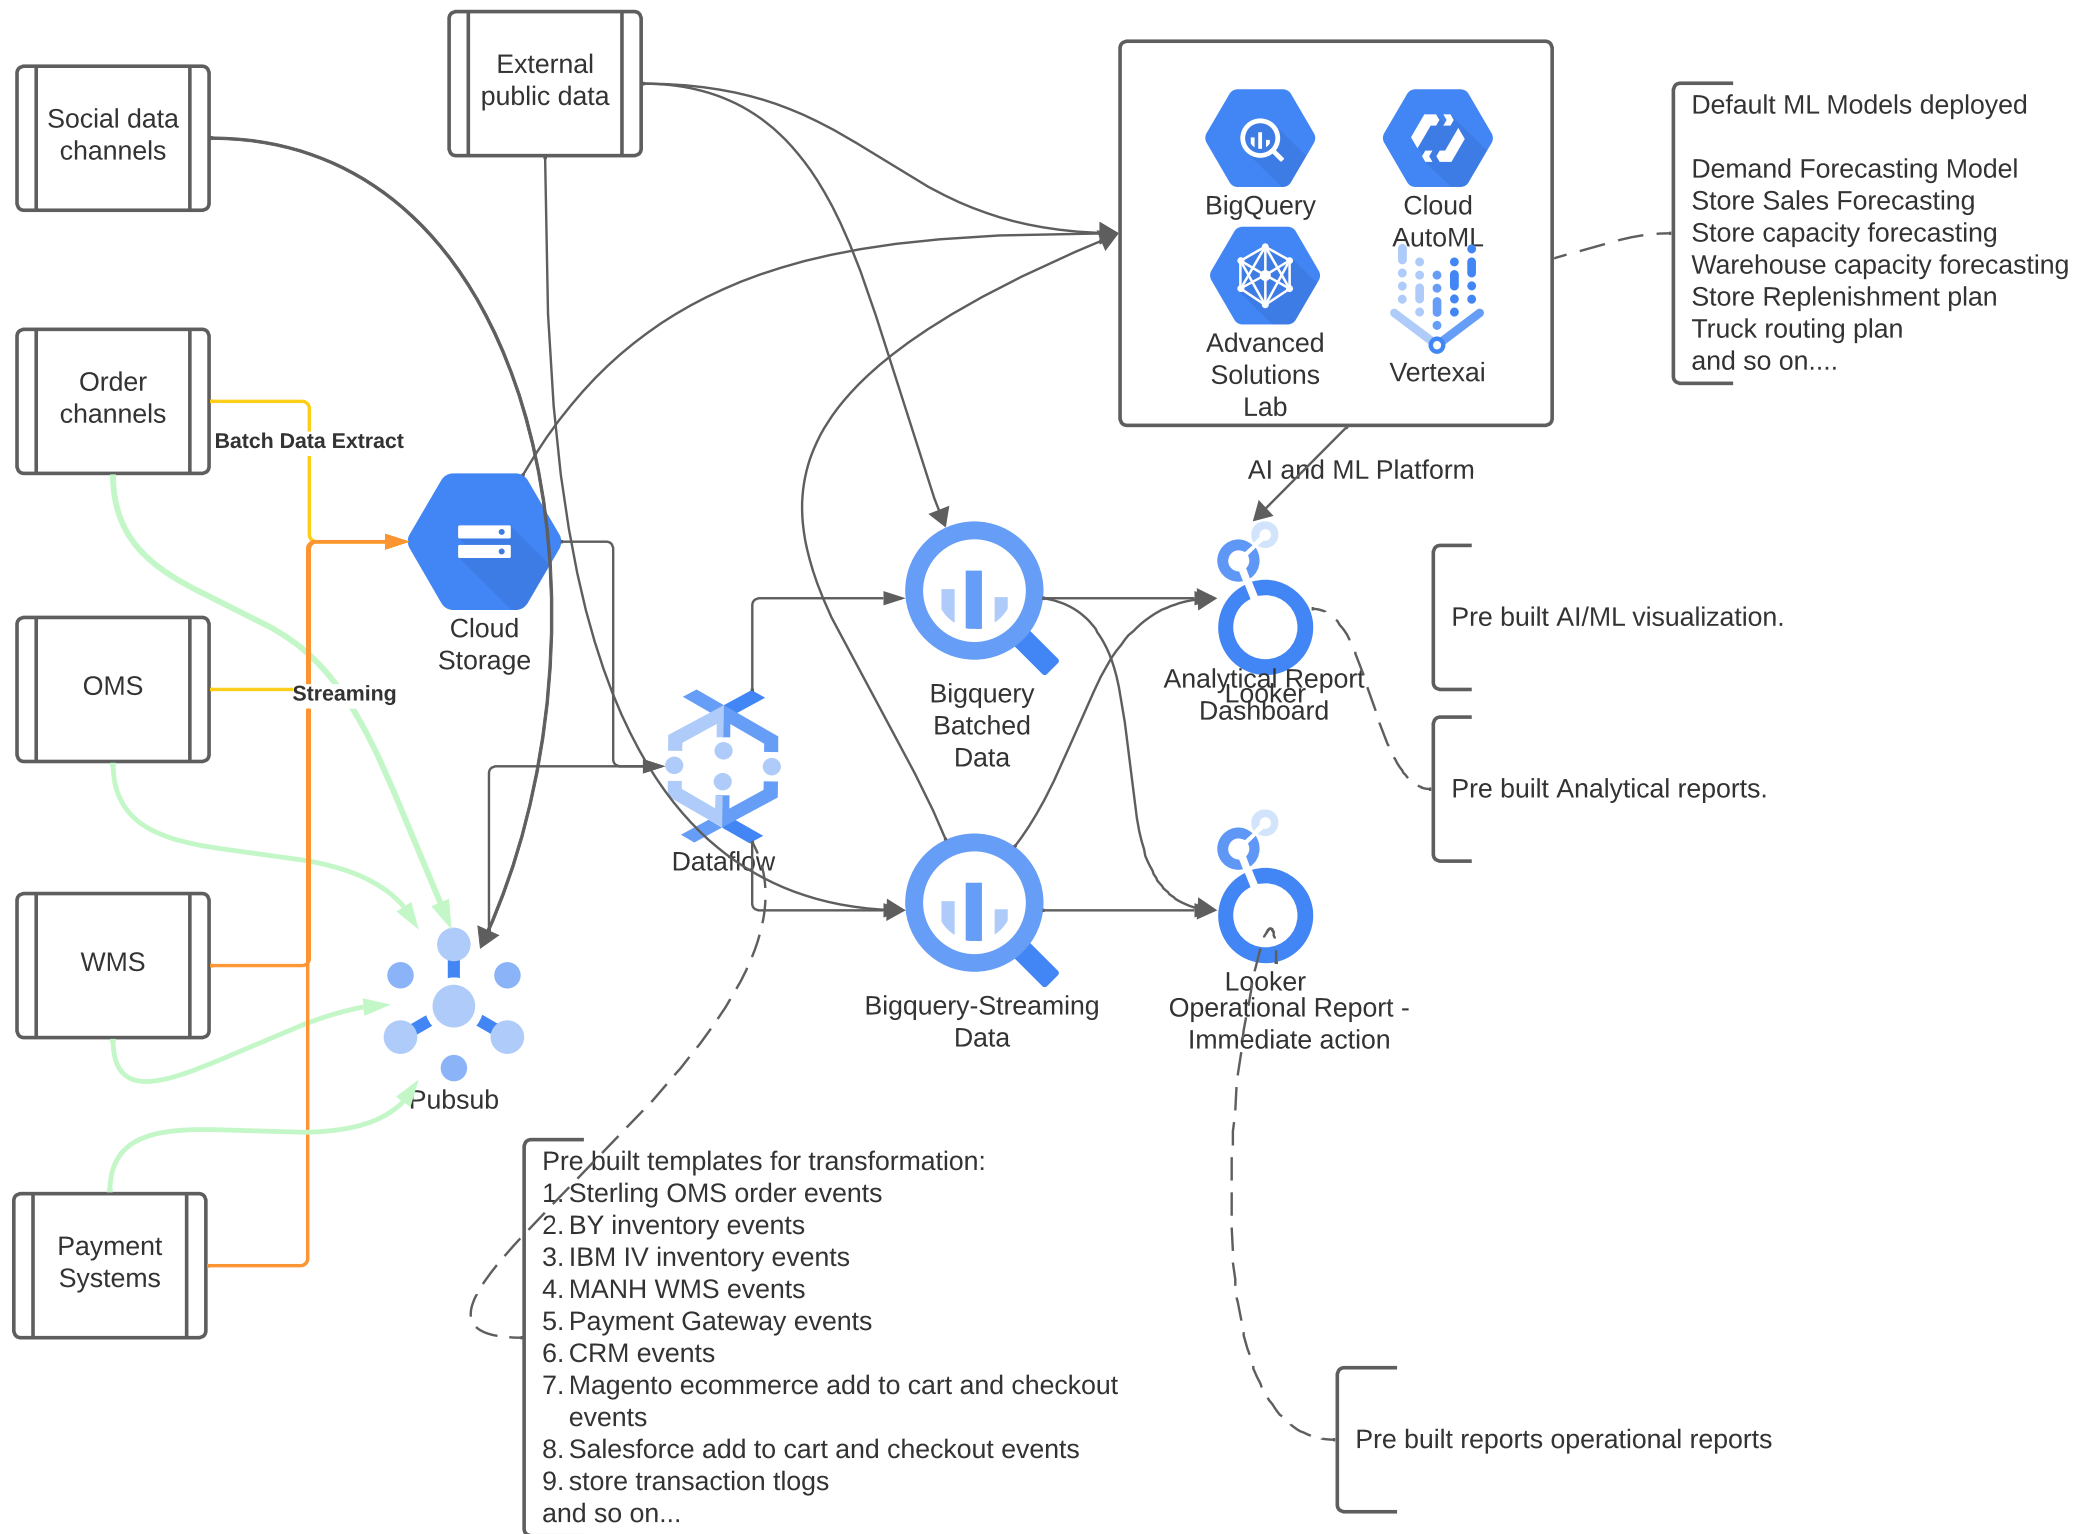 External
public data
Social data
channels
BigQuery
Cloud
AutoML
Advanced
Solutions
Lab
Vertexai
Default ML Models deployed
Demand Forecasting Model
Store Sales Forecasting
Store capacity forecasting
Warehouse capacity forecasting
Store Replenishment plan
Truck routing plan
and so on....
Order
channels
Batch Data Extract
AI and ML Platform
Cloud
Storage
OMS
Streaming
Bigquery
Batched
Data
Analytical Report
Looker
Dashboard
Pre built AI/ML visualization.
Pre built Analytical reports.
Dataflow
WMS
Pubsub
Bigquery-Streaming
Data
Looker
Operational Report -
Immediate action
Payment
Systems
Pre built templates for transformation:
1. Sterling OMS order events
2. BY inventory events
3. IBM IV inventory events
4. MANH WMS events
5. Payment Gateway events
6. CRM events
7. Magento ecommerce add to cart and checkout
events
8. Salesforce add to cart and checkout events
9. store transaction tlogs
and so on...
Pre built reports operational reports